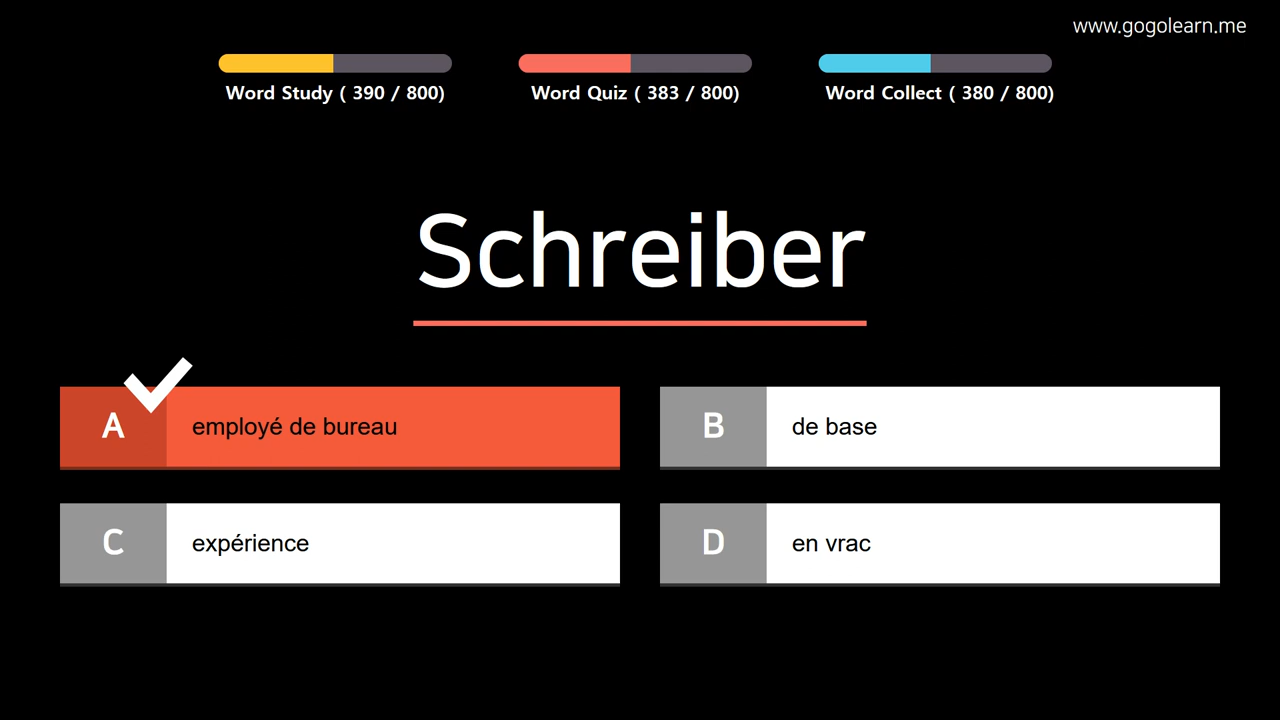 www.gogolearn.me
Word Study ( 390 / 800)
Word Quiz ( 383 / 800)
Word Collect ( 380 / 800)
Schreiber
A employé de bureau
B de base
C expérience
D en vrac